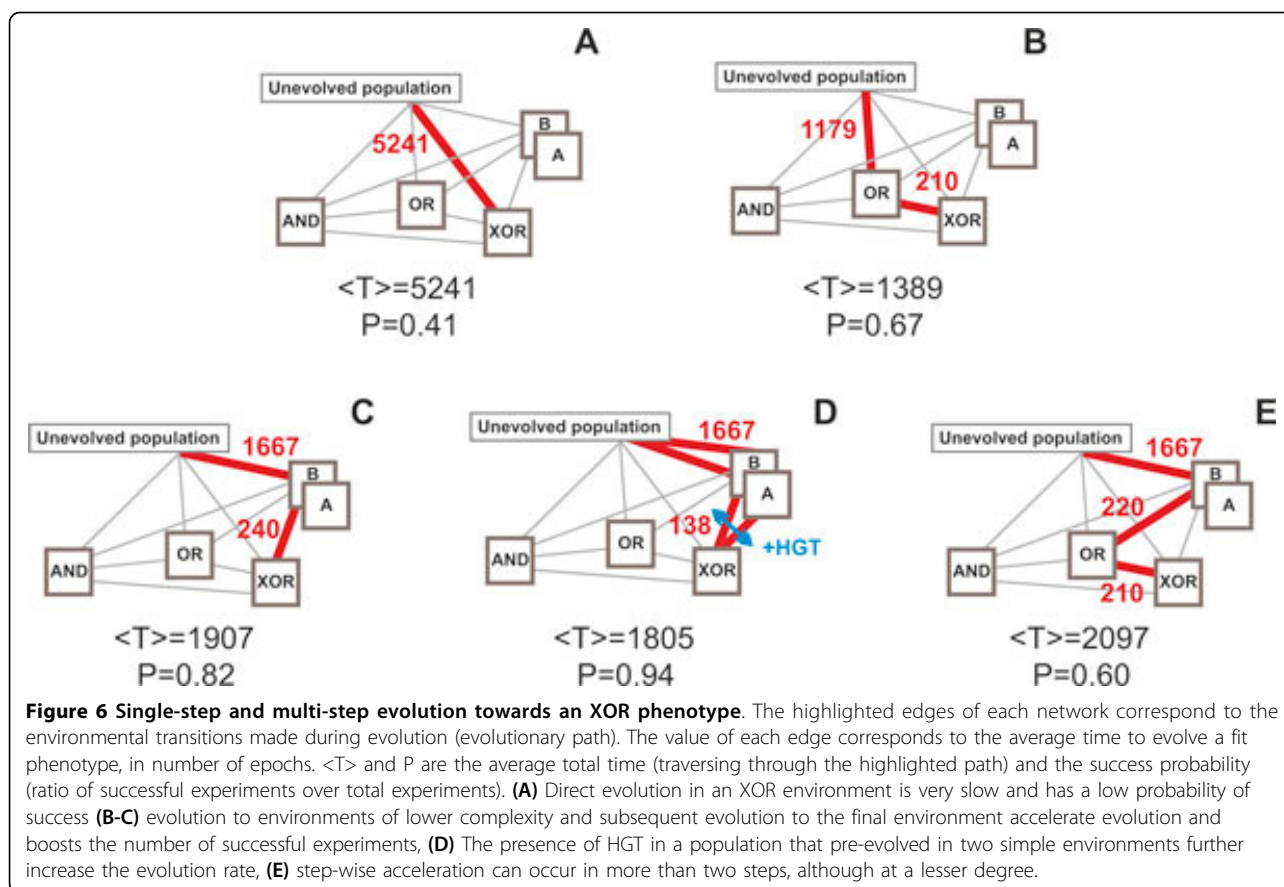 A
Unevolved population
5241
B
A
AND
OR
XOR
<T>=5241
P=0.41
B
Unevolved population
1179
B
A
210
AND
OR
XOR
<T>=1389
P=0.67
C
Unevolved population
1667
B
A
240
AND
OR
XOR
<T>=1907
P=0.82
D
Unevolved population
1667
B
A
138
+HGT
AND
OR
XOR
<T>=1805
P=0.94
E
Unevolved population
1667
B
A
220
AND
OR
XOR
210
<T>=2097
P=0.60
Figure 6 Single-step and multi-step evolution towards an XOR phenotype. The highlighted edges of each network correspond to the
environmental transitions made during evolution (evolutionary path). The value of each edge corresponds to the average time to evolve a fit
phenotype, in number of epochs. <T> and P are the average total time (traversing through the highlighted path) and the success probability
(ratio of successful experiments over total experiments). (A) Direct evolution in an XOR environment is very slow and has a low probability of
success (B-C) evolution to environments of lower complexity and subsequent evolution to the final environment accelerate evolution and
boosts the number of successful experiments, (D) The presence of HGT in a population that pre-evolved in two simple environments further
increase the evolution rate, (E) step-wise acceleration can occur in more than two steps, although at a lesser degree.